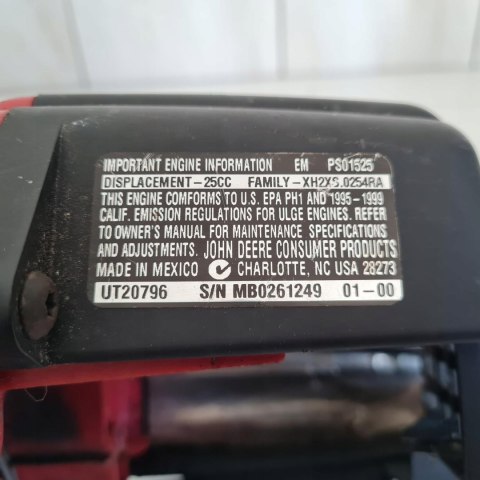 IMPORTANT ENGINE INFORMATION EM PS01525
DISPLACEMENT-25CC FAMILY-XH2XS.0254RA
THIS ENGINE COMFORMS TO U.S. EPA PH1 AND 1995-1999
CALIF. EMISSION REGULATIONS FOR ULGE ENGINES. REFER
TO OWNER'S MANUAL FOR MAINTENANCE SPECIFICATIONS
AND ADJUSTMENTS. JOHN DEERE CONSUMER PRODUCTS
MADE IN MEXICO CHARLOTTE, NC USA 28273
UT20796 S/N MB0261249 01-00